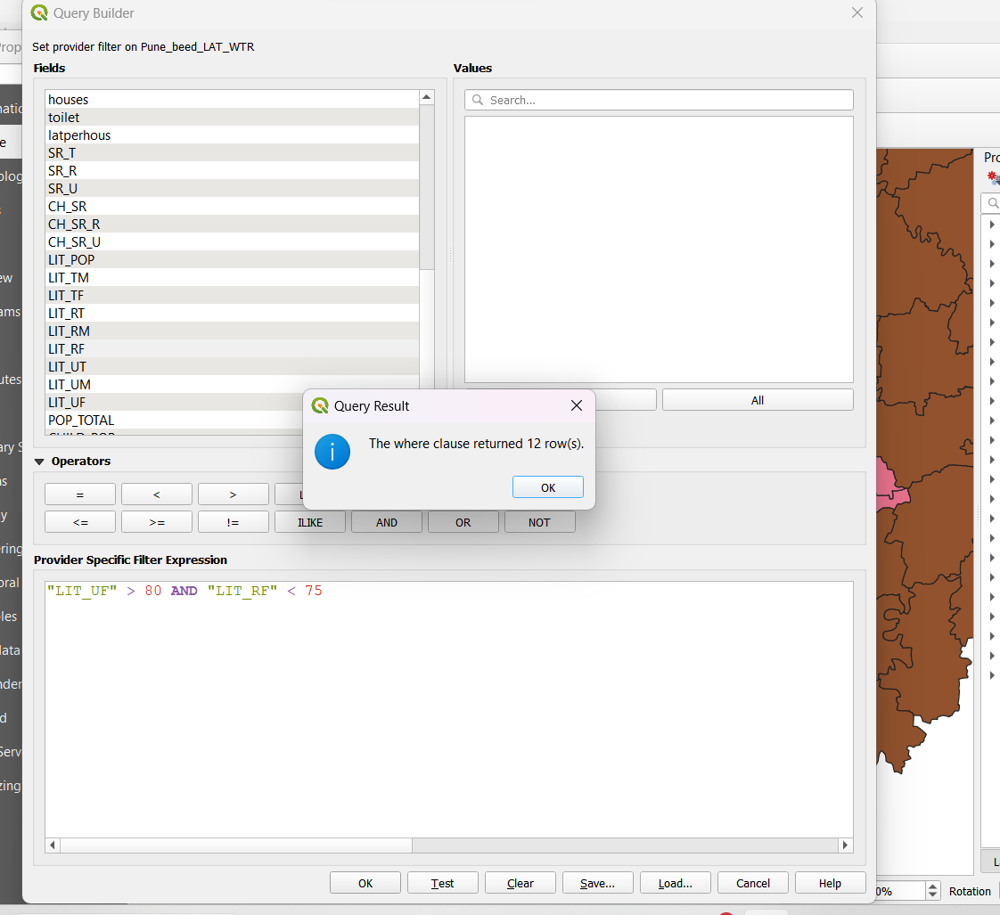 Query Builder
Set provider filter on Pune_beed_LAT_WTR
Fields
Values
houses
toilet
latperhous
SR_T
SR_R
SR_U
CH_SR
CH_SR_R
CH_SR_U
LIT_POP
LIT_TM
LIT_TF
LIT_RT
LIT_RM
LIT_RF
LIT_UT
LIT_UM
LIT_UF
POP_TOTAL
CHILD_POP
Search...
All
Query Result
The where clause returned 12 row(s).
OK
Operators
= < >
<= >= != ILIKE AND OR NOT
Provider Specific Filter Expression
"LIT_UF" > 80 AND "LIT_RF" < 75
OK Test Clear Save... Load... Cancel Help
0% Rotation